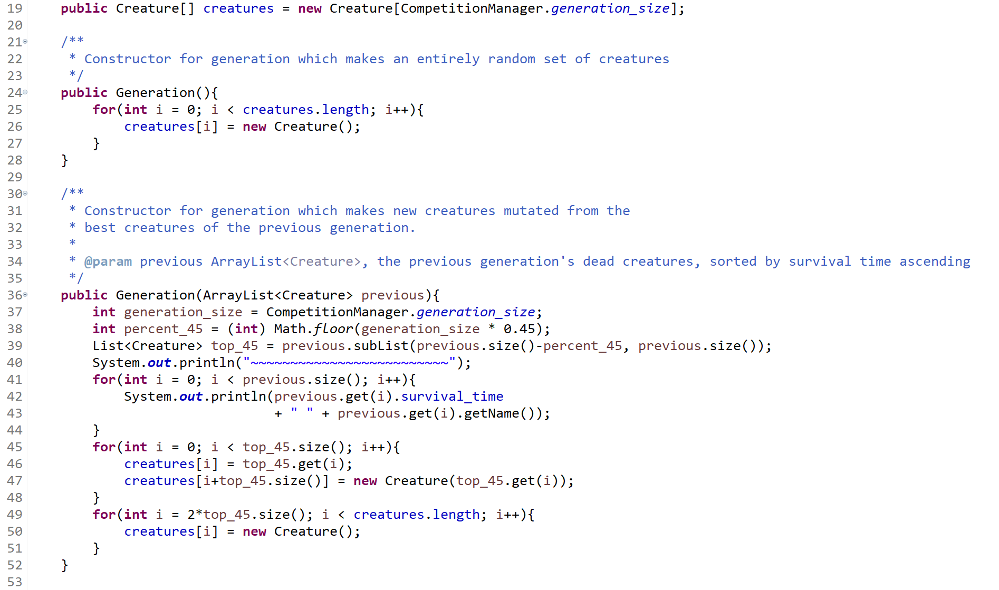 19 public Creature[] creatures = new Creature[CompetitionManager.generation_size];
20
21 /**
22 * Constructor for generation which makes an entirely random set of creatures
23 */
24 public Generation(){
25 for(int i = 0; i < creatures.length; i++){
26 creatures[i] = new Creature();
27 }
28 }
29
30 /**
31 * Constructor for generation which makes new creatures mutated from the
32 * best creatures of the previous generation.
33 *
34 * @param previous ArrayList<Creature>, the previous generation's dead creatures, sorted by survival time ascending
35 */
36 public Generation(ArrayList<Creature> previous){
37 int generation_size = CompetitionManager.generation_size;
38 int percent_45 = (int) Math.floor(generation_size * 0.45);
39 List<Creature> top_45 = previous.subList(previous.size()-percent_45, previous.size());
40 System.out.println("~~~~~~~~~~~~~~~~~~~~~~~~~");
41 for(int i = 0; i < previous.size(); i++){
42 System.out.println(previous.get(i).survival_time
43 + " " + previous.get(i).getName());
44 }
45 for(int i = 0; i < top_45.size(); i++){
46 creatures[i] = top_45.get(i);
47 creatures[i+top_45.size()] = new Creature(top_45.get(i));
48 }
49 for(int i = 2*top_45.size(); i < creatures.length; i++){
50 creatures[i] = new Creature();
51 }
52 }
53